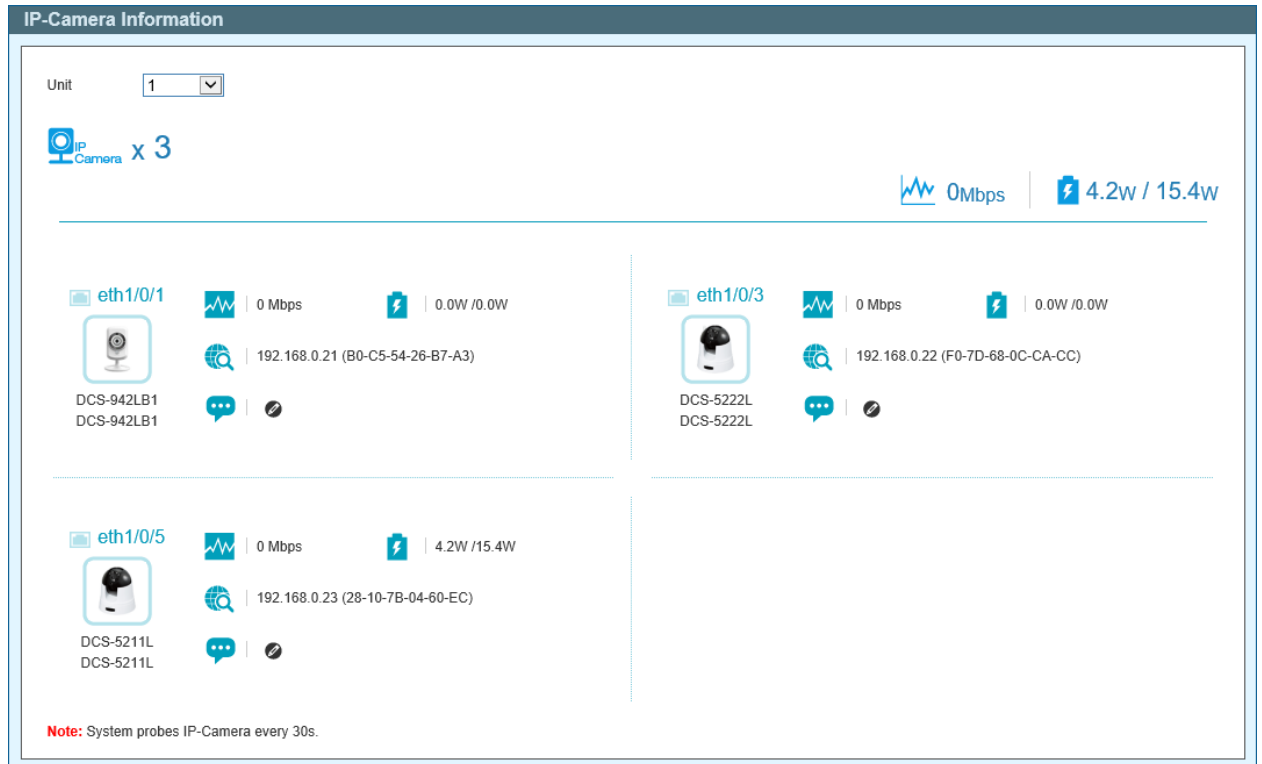 IP-Camera Information
Unit 1
IP Camera x 3
0Mbps 4.2W / 15.4W
eth1/0/1
0 Mbps 0.0W /0.0W
192.168.0.21 (B0-C5-54-26-B7-A3)
DCS-942LB1
DCS-942LB1
eth1/0/3
0 Mbps 0.0W /0.0W
192.168.0.22 (F0-7D-68-0C-CA-CC)
DCS-5222L
DCS-5222L
eth1/0/5
0 Mbps 4.2W /15.4W
192.168.0.23 (28-10-7B-04-60-EC)
DCS-5211L
DCS-5211L
Note: System probes IP-Camera every 30s.